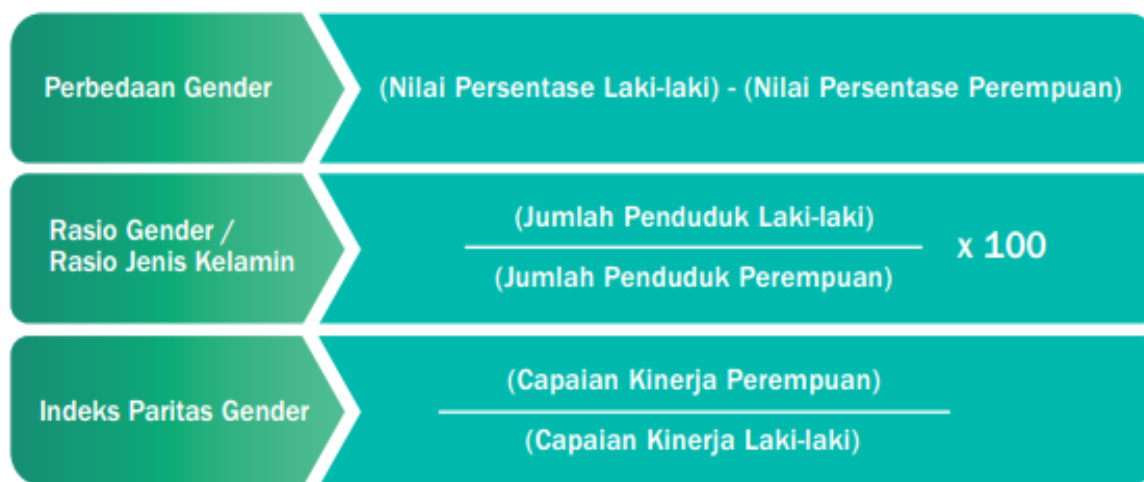 Perbedaan Gender
(Nilai Persentase Laki-laki) - (Nilai Persentase Perempuan)
Rasio Gender /
Rasio Jenis Kelamin
(Jumlah Penduduk Laki-laki)
(Jumlah Penduduk Perempuan)
x 100
Indeks Paritas Gender
(Capaian Kinerja Perempuan)
(Capaian Kinerja Laki-laki)